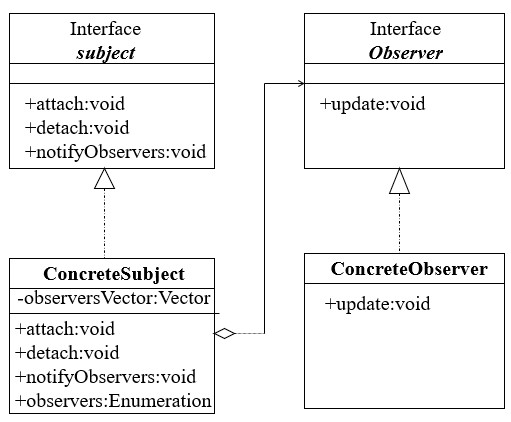 Interface
subject
+attach:void
+detach:void
+notifyObservers:void
Interface
Observer
+update:void
ConcreteSubject
-observersVector:Vector
+attach:void
+detach:void
+notifyObservers:void
+observers:Enumeration
ConcreteObserver
+update:void